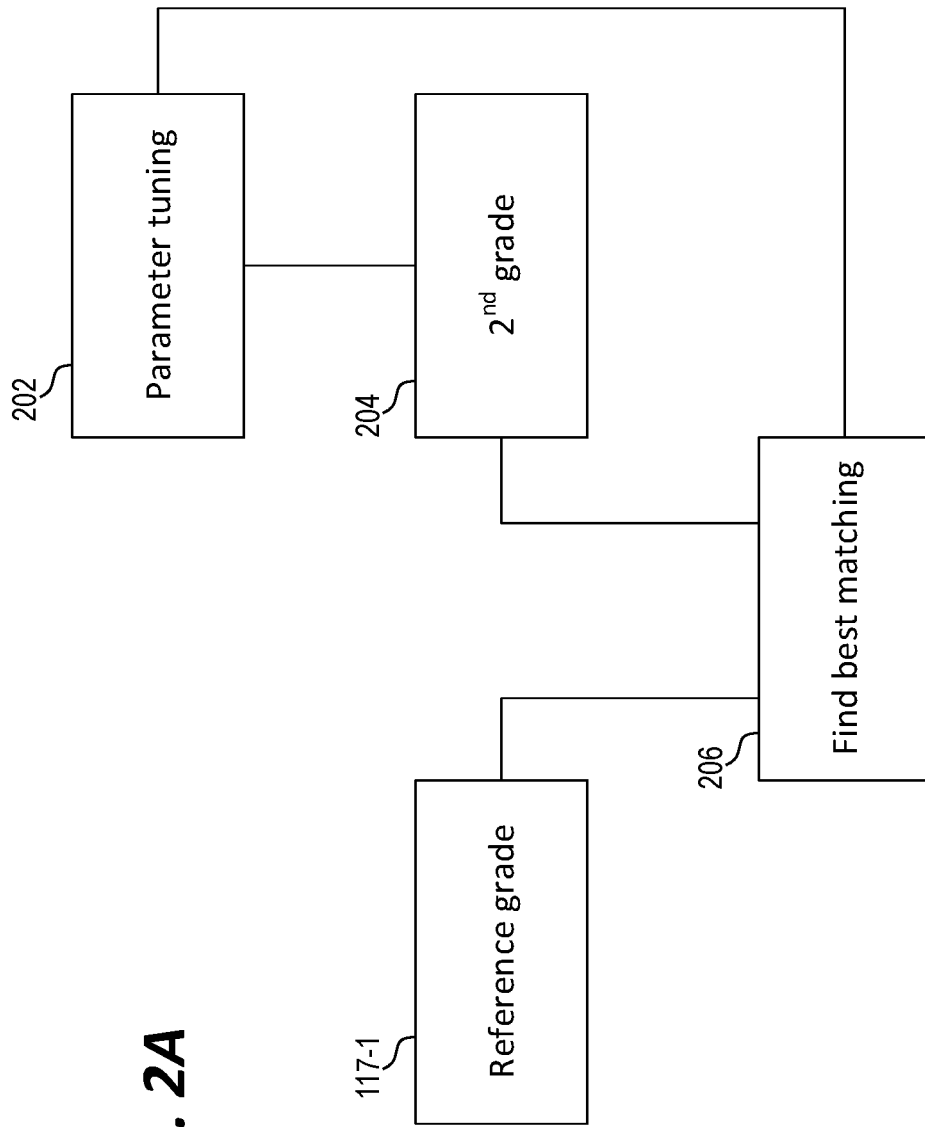 202
Parameter tuning
204
2nd grade
117-1
Reference grade
206
Find best matching
. 2A